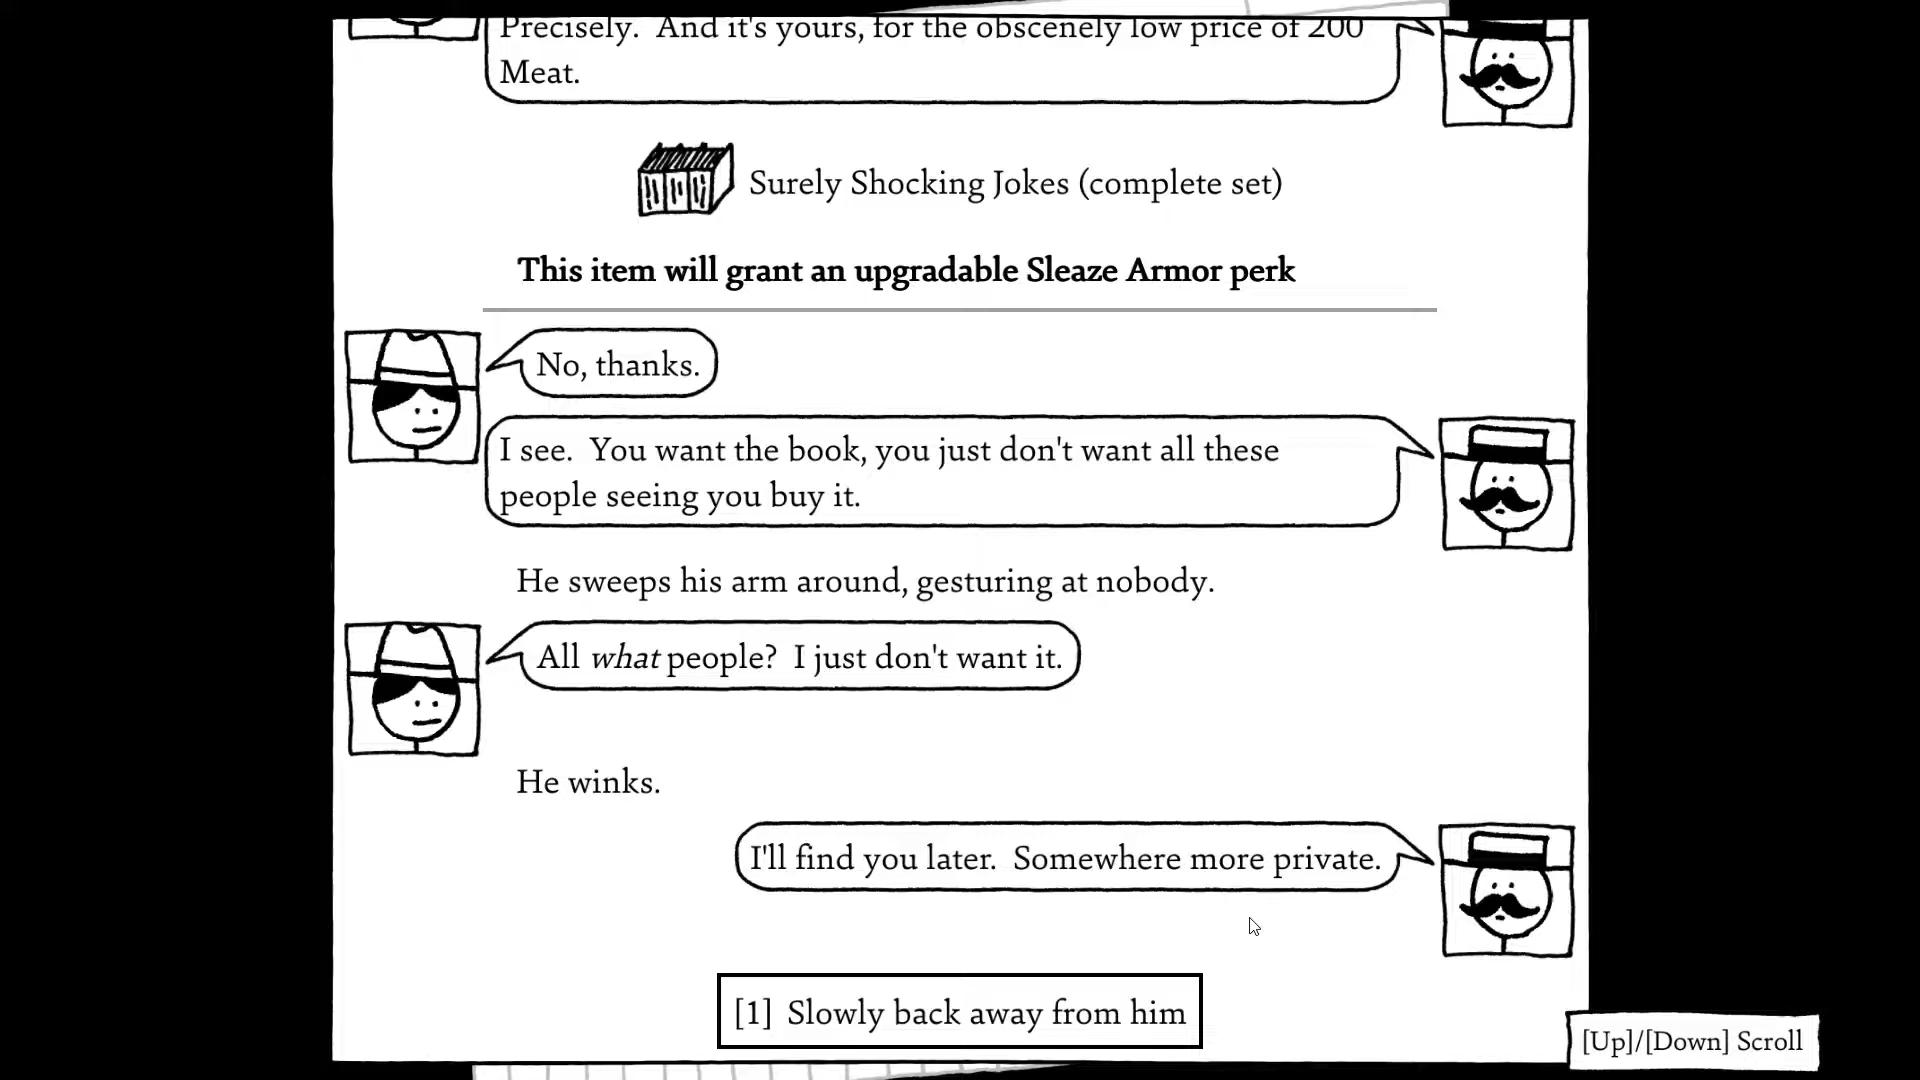 Precisely.  And it's yours, for the obscenely low price of 200
Meat.
Surely Shocking Jokes (complete set)
This item will grant an upgradable Sleaze Armor perk
No, thanks.
I see.  You want the book, you just don't want all these
people seeing you buy it.
He sweeps his arm around, gesturing at nobody.
All what people?  I just don't want it.
He winks.
I'll find you later.  Somewhere more private.
[1]  Slowly back away from him
[Up]/[Down] Scroll